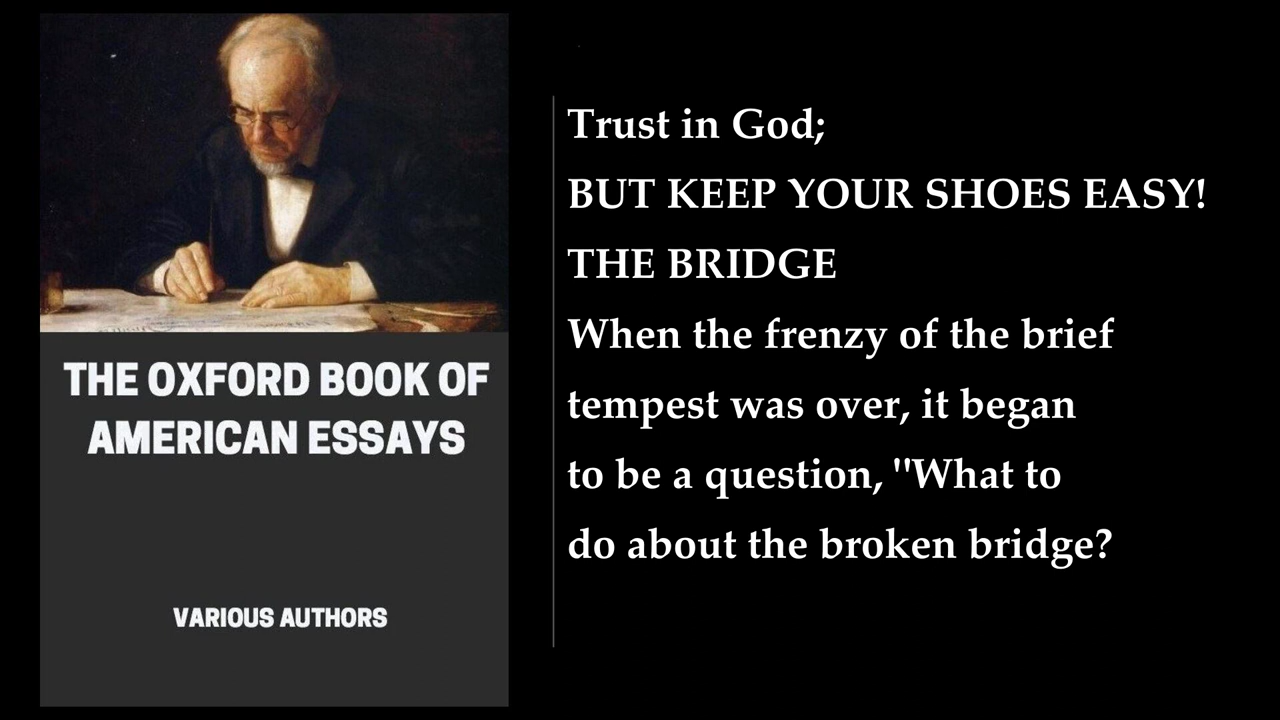 THE OXFORD BOOK OF
AMERICAN ESSAYS
VARIOUS AUTHORS
Trust in God;
BUT KEEP YOUR SHOES EASY!
THE BRIDGE
When the frenzy of the brief
tempest was over, it began
to be a question, "What to
do about the broken bridge?